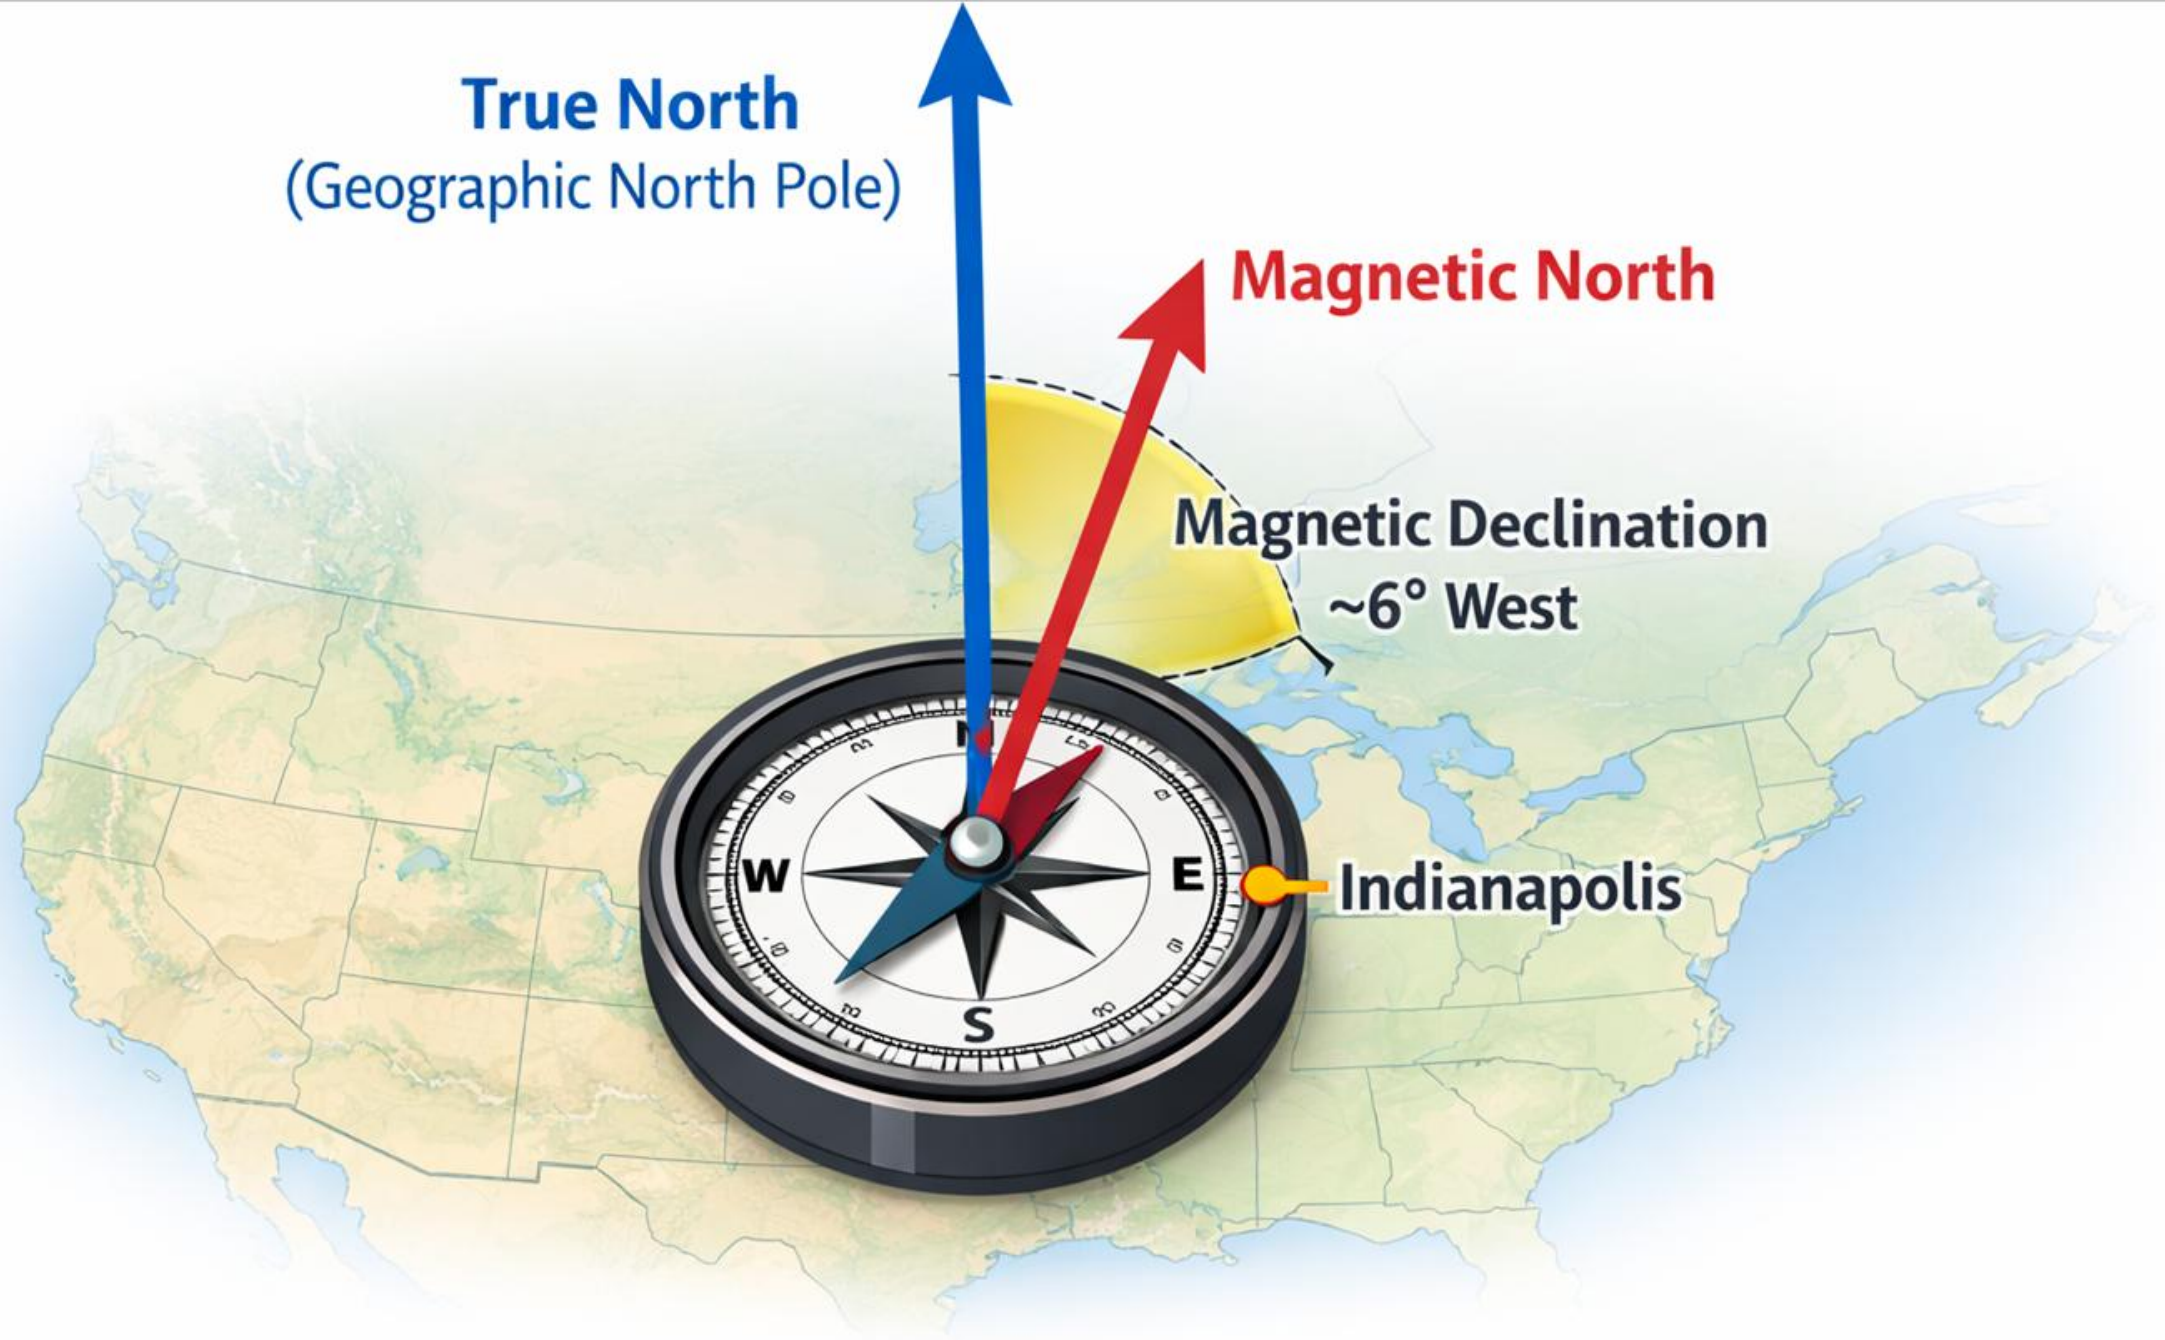 True North
(Geographic North Pole)
Magnetic North
Magnetic Declination
~6° West
N
W
E
Indianapolis
S